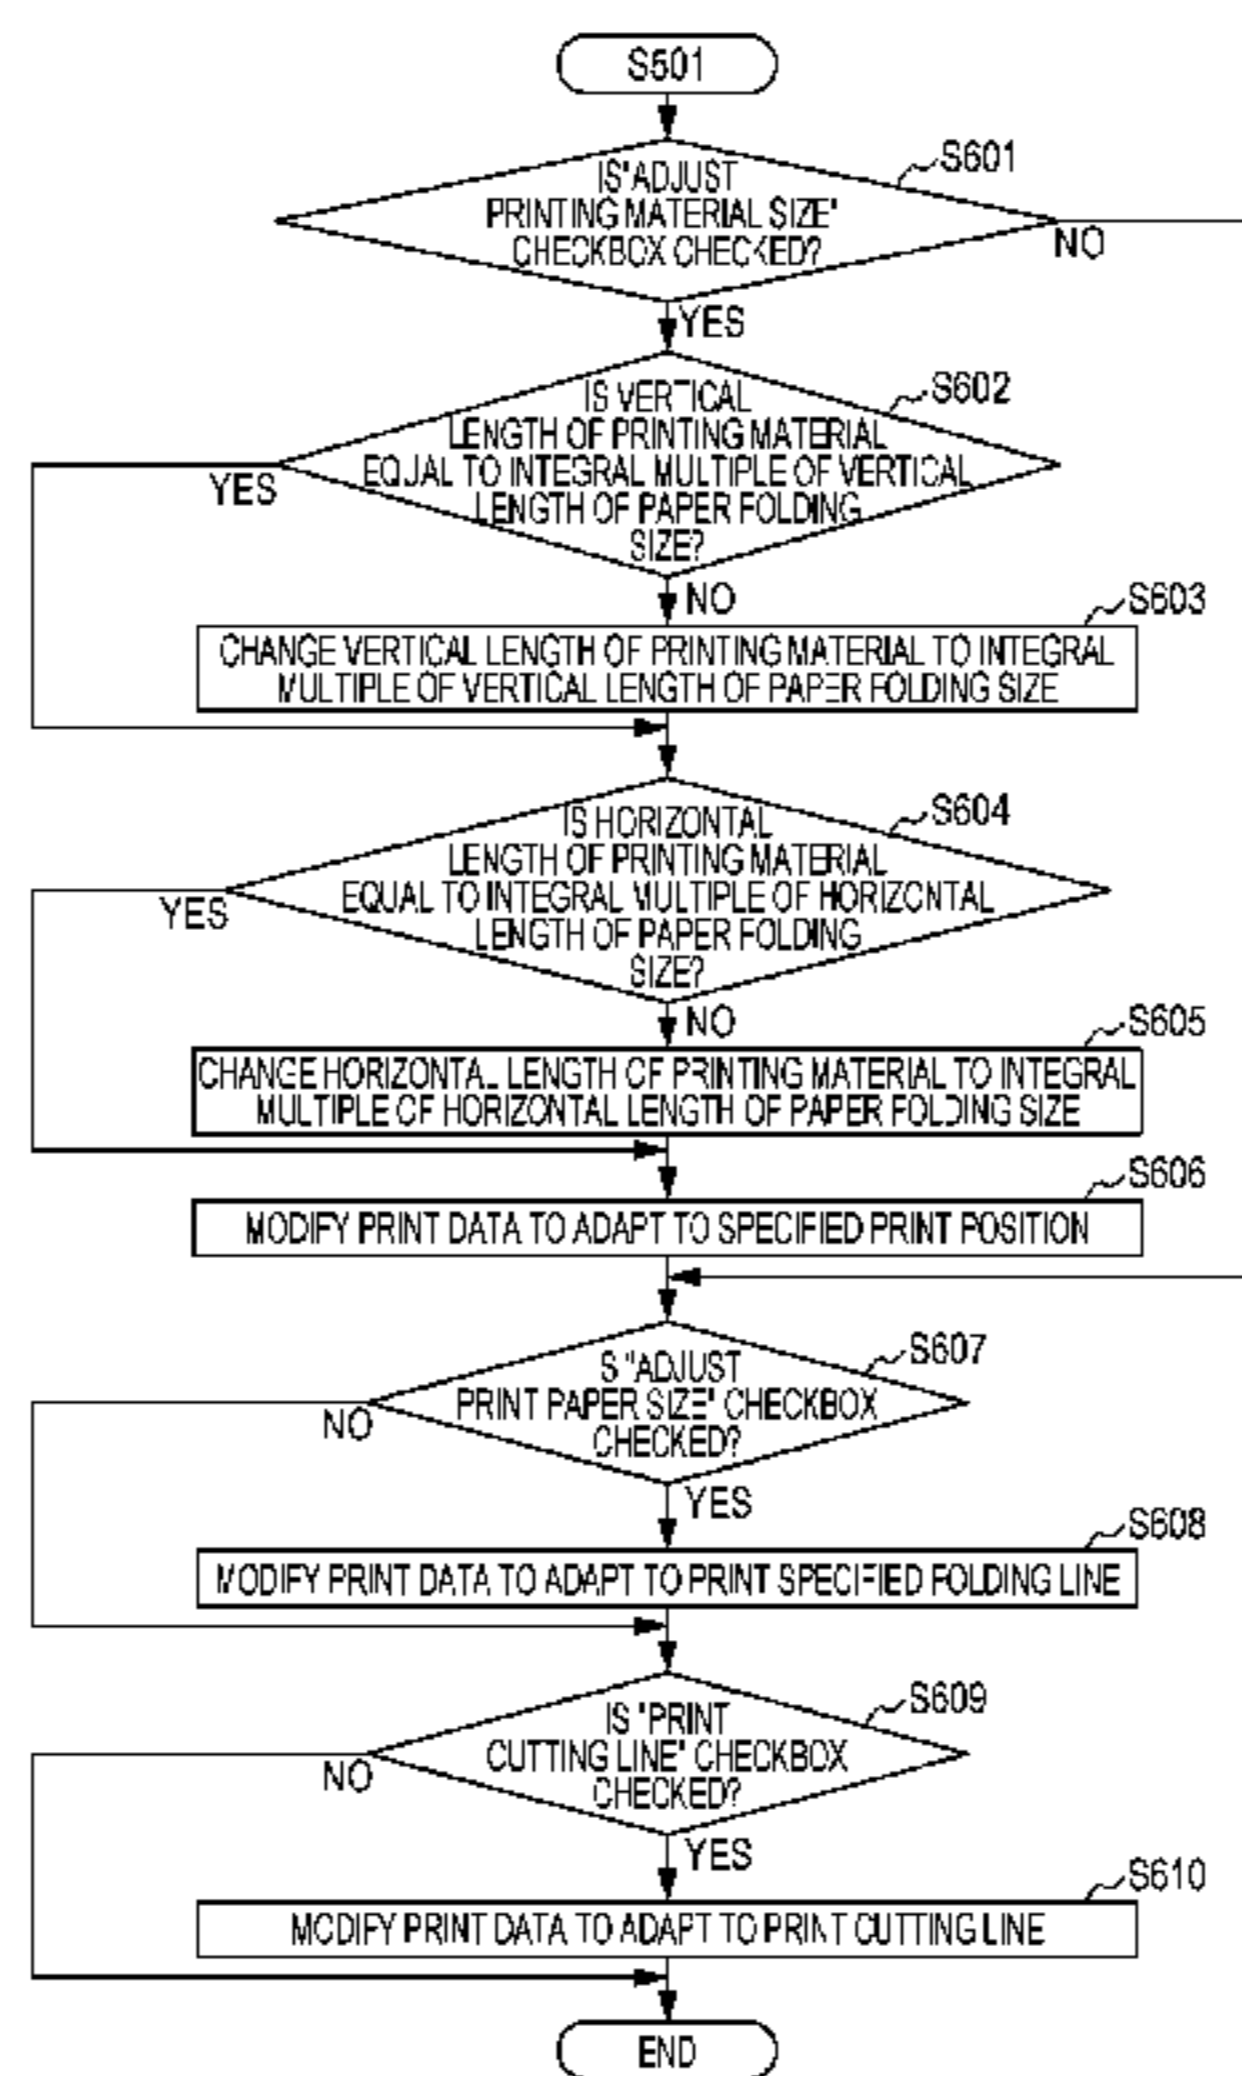 S501
S601
IS "ADJUST
PRINTING MATERIAL SIZE"
CHECKBOX CHECKED?
NO
YES
S602
IS VERTICAL
LENGTH OF PRINTING MATERIAL
EQUAL TO INTEGRAL MULTIPLE OF VERTICAL
LENGTH OF PAPER FOLDING
SIZE?
YES
NO
S603
CHANGE VERTICAL LENGTH OF PRINTING MATERIAL TO INTEGRAL
MULTIPLE OF VERTICAL LENGTH OF PAPER FOLDING SIZE
S604
IS HORIZONTAL
LENGTH OF PRINTING MATERIAL
EQUAL TO INTEGRAL MULTIPLE OF HORIZONTAL
LENGTH OF PAPER FOLDING
SIZE?
YES
NO
S605
CHANGE HORIZONTAL LENGTH OF PRINTING MATERIAL TO INTEGRAL
MULTIPLE OF HORIZONTAL LENGTH OF PAPER FOLDING SIZE
S606
MODIFY PRINT DATA TO ADAPT TO SPECIFIED PRINT POSITION
S607
IS "ADJUST
PRINT PAPER SIZE" CHECKBOX
CHECKED?
NO
YES
S608
MODIFY PRINT DATA TO ADAPT TO PRINT SPECIFIED FOLDING LINE
S609
IS "PRINT
CUTTING LINE" CHECKBOX
CHECKED?
NO
YES
S610
MODIFY PRINT DATA TO ADAPT TO PRINT CUTTING LINE
END